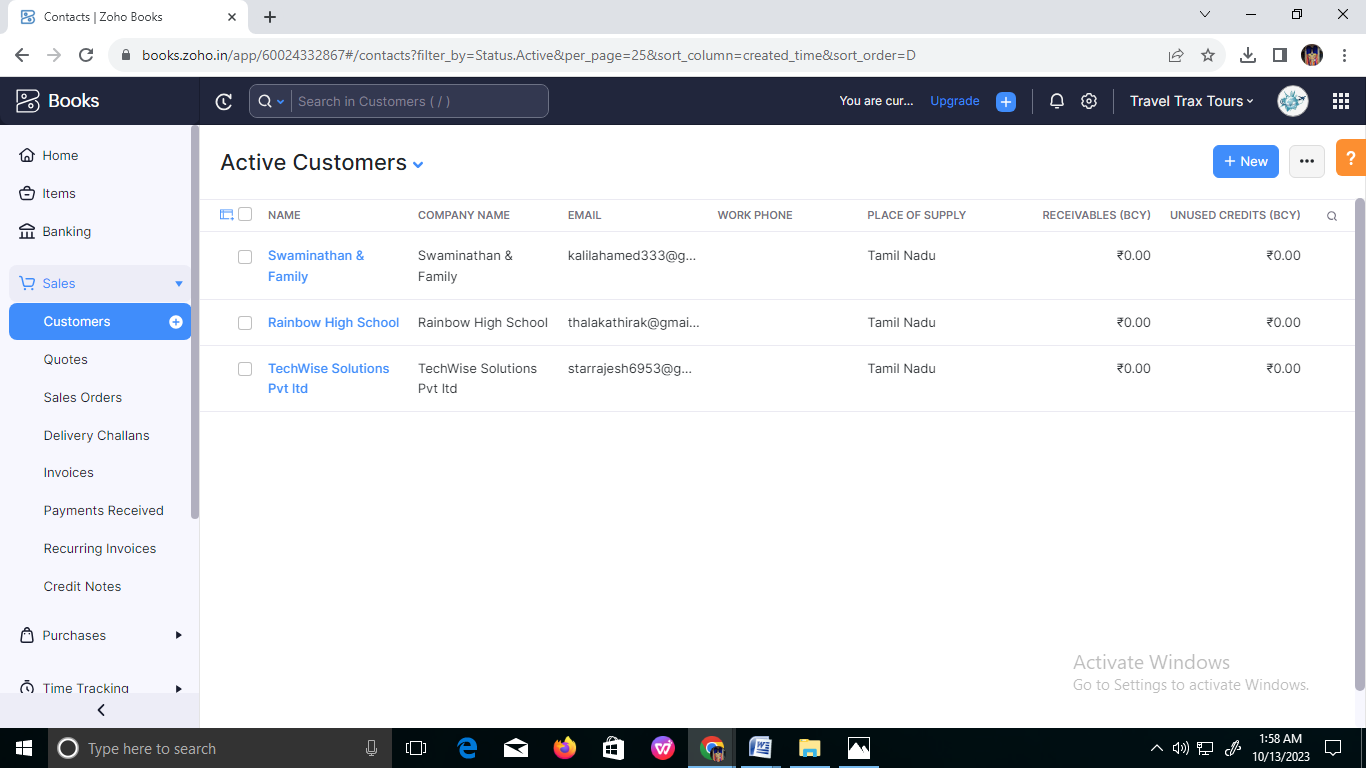 Contacts | Zoho Books
books.zoho.in/app/60024332867#/contacts?filter_by=Status.Active&per_page=25&sort_column=created_time&sort_order=D
Books
Search in Customers ( / )
You are cur... Upgrade
Travel Trax Tours
Home
Items
Banking
Sales
Customers
Quotes
Sales Orders
Delivery Challans
Invoices
Payments Received
Recurring Invoices
Credit Notes
Purchases
Time Tracking
Active Customers
+ New
?
NAME COMPANY NAME EMAIL WORK PHONE PLACE OF SUPPLY RECEIVABLES (BCY) UNUSED CREDITS (BCY)
Swaminathan & Swaminathan & kalilahamed333@g... Tamil Nadu ₹0.00 ₹0.00
Family Family
Rainbow High School Rainbow High School thalakathirak@gmai... Tamil Nadu ₹0.00 ₹0.00
TechWise Solutions TechWise Solutions starrajesh6953@g... Tamil Nadu ₹0.00 ₹0.00
Pvt ltd Pvt ltd
Activate Windows
Go to Settings to activate Windows.
Type here to search
1:58 AM
10/13/2023